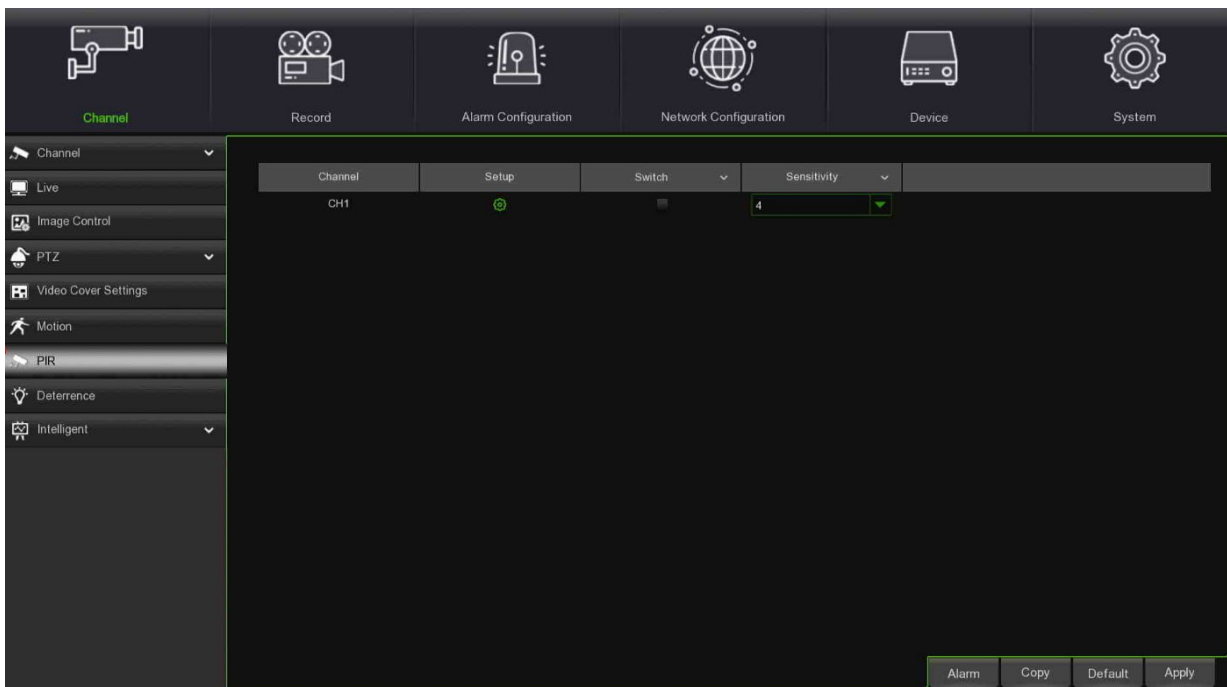 Channel Record Alarm Configuration Network Configuration Device System
Channel
Live
Image Control
PTZ
Video Cover Settings
Motion
PIR
Deterrence
Intelligent
Channel Setup Switch Sensitivity
CH1 4
Alarm Copy Default Apply